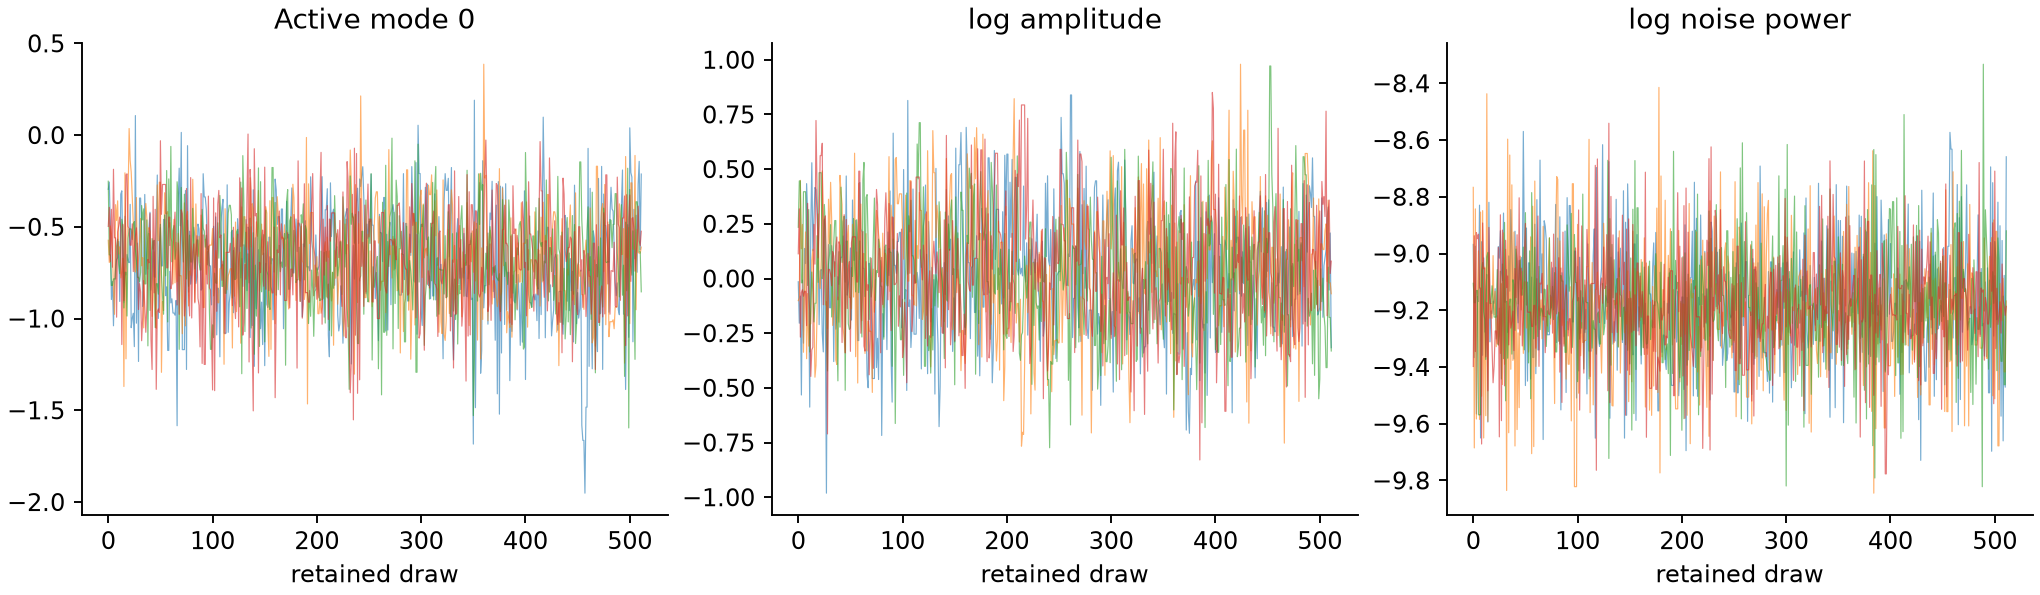 Active mode 0
0.5
0.0
−0.5
−1.0
−1.5
−2.0
0 100 200 300 400 500
retained draw
log amplitude
1.00
0.75
0.50
0.25
0.00
−0.25
−0.50
−0.75
−1.00
0 100 200 300 400 500
retained draw
log noise power
−8.4
−8.6
−8.8
−9.0
−9.2
−9.4
−9.6
−9.8
0 100 200 300 400 500
retained draw